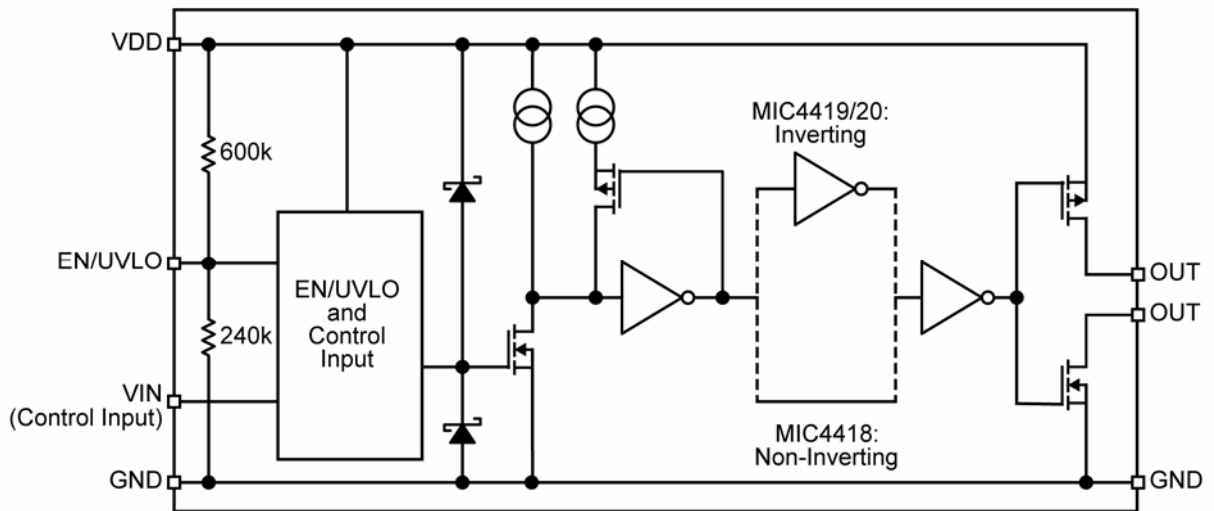 VDD
600k
MIC4419/20:
Inverting
EN/UVLO
EN/UVLO
and
Control
Input
240k
VIN
(Control Input)
GND
MIC4418:
Non-Inverting
OUT
OUT
GND